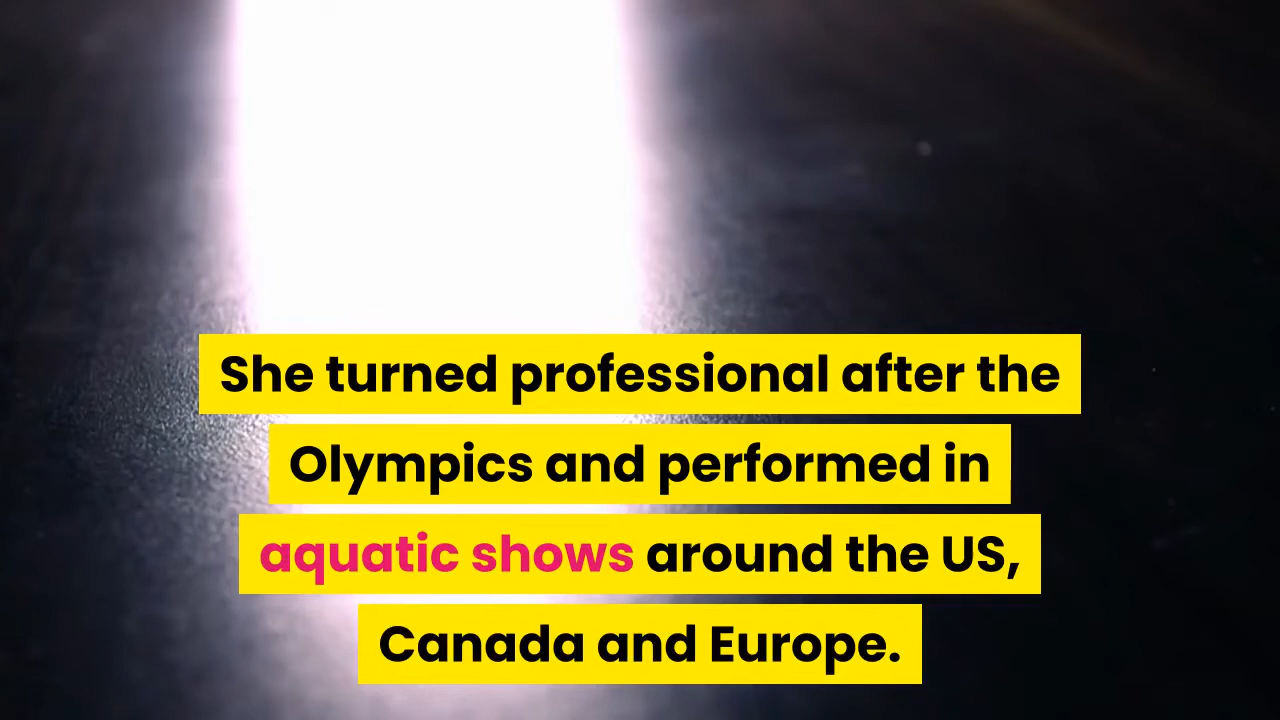 She turned professional after the
Olympics and performed in
aquatic shows around the US,
Canada and Europe.